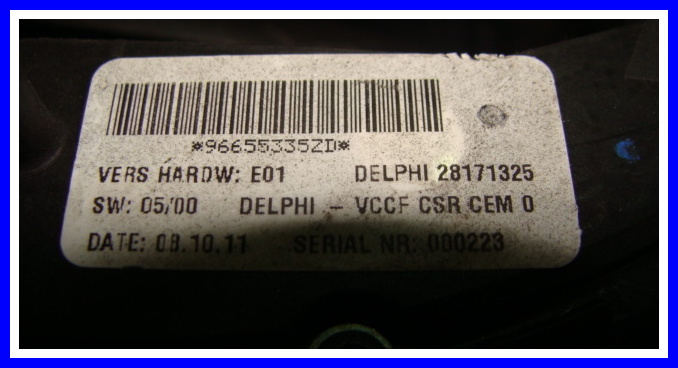 *966555335ZD*
VERS HARDW: E01 DELPHI 28171325
SW: 05/00 DELPHI - VCCF CSR CEM 0
DATE: 08.10.11 SERIAL NR: 000223